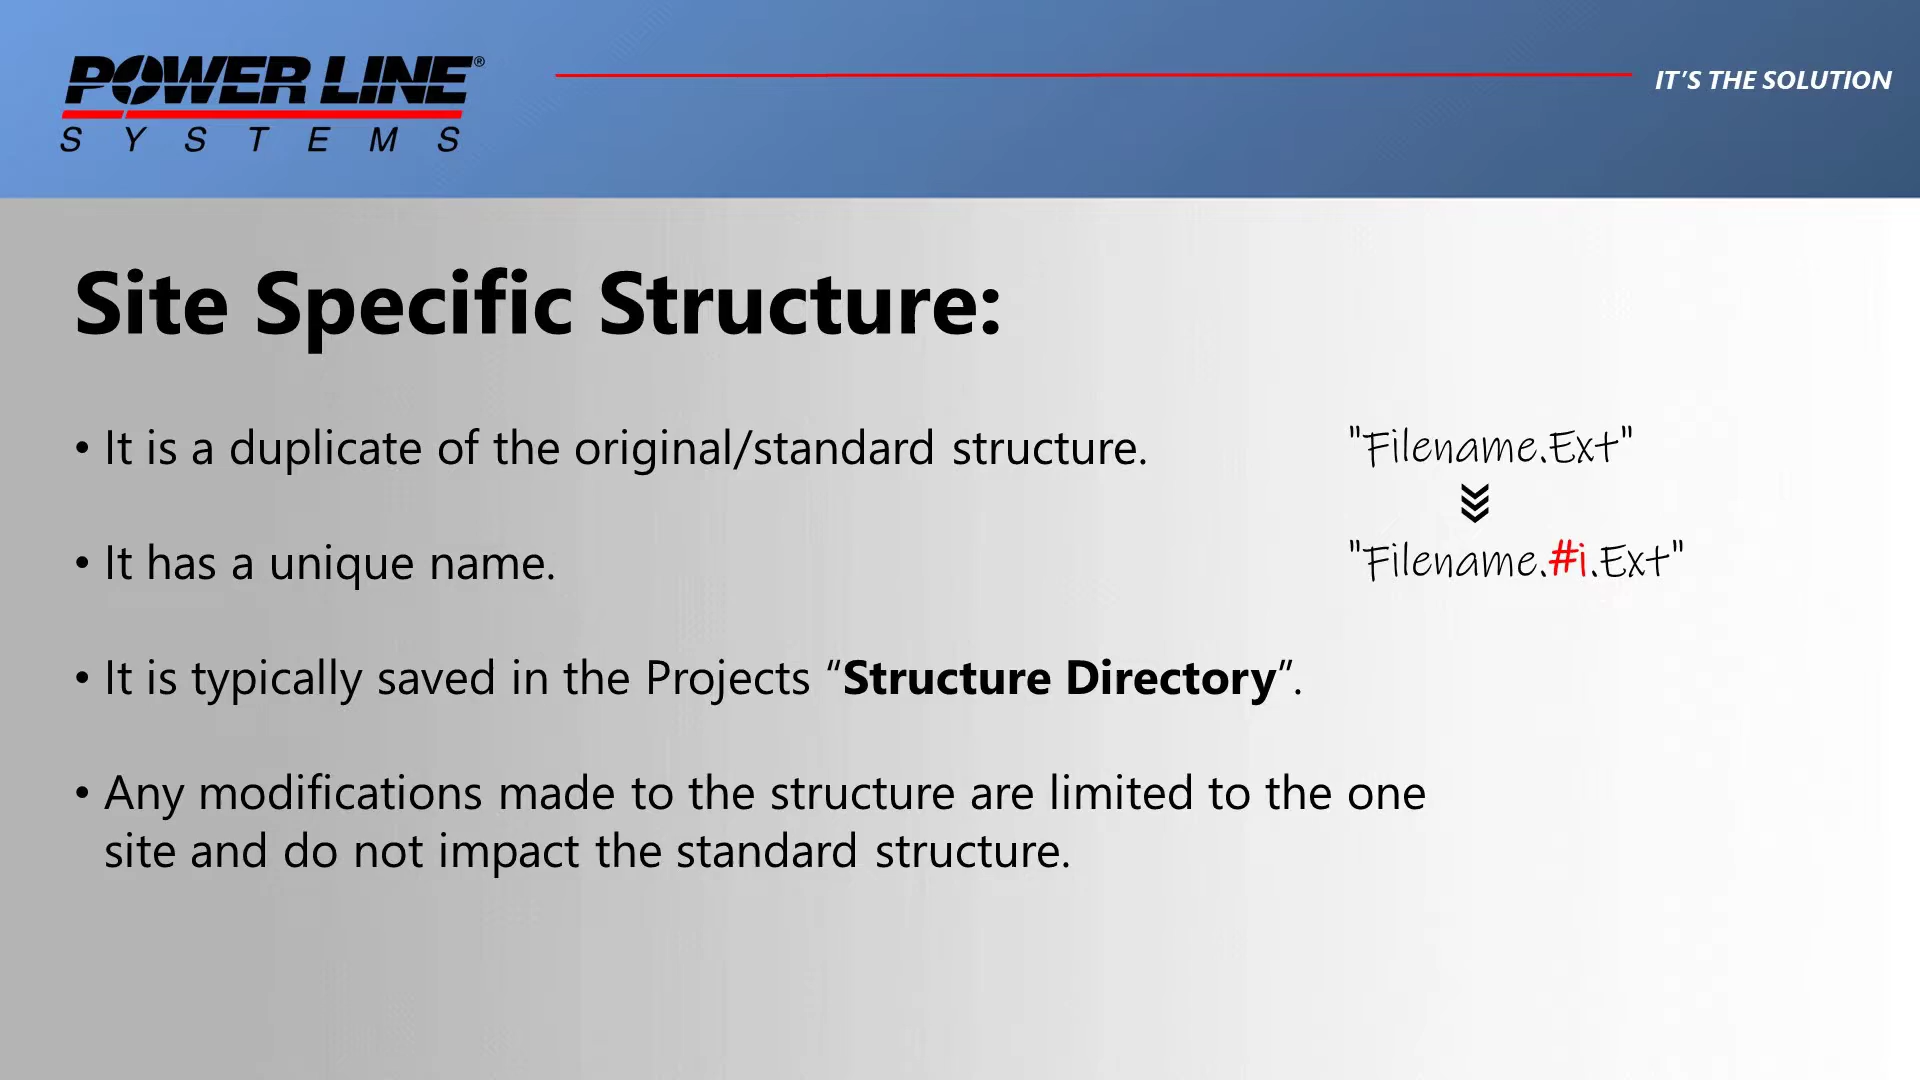 POWER LINE®
SYSTEMS
IT'S THE SOLUTION
Site Specific Structure:
• It is a duplicate of the original/standard structure.
"Filename.Ext"
• It has a unique name.
"Filename.#i.Ext"
• It is typically saved in the Projects “Structure Directory”.
• Any modifications made to the structure are limited to the one
site and do not impact the standard structure.